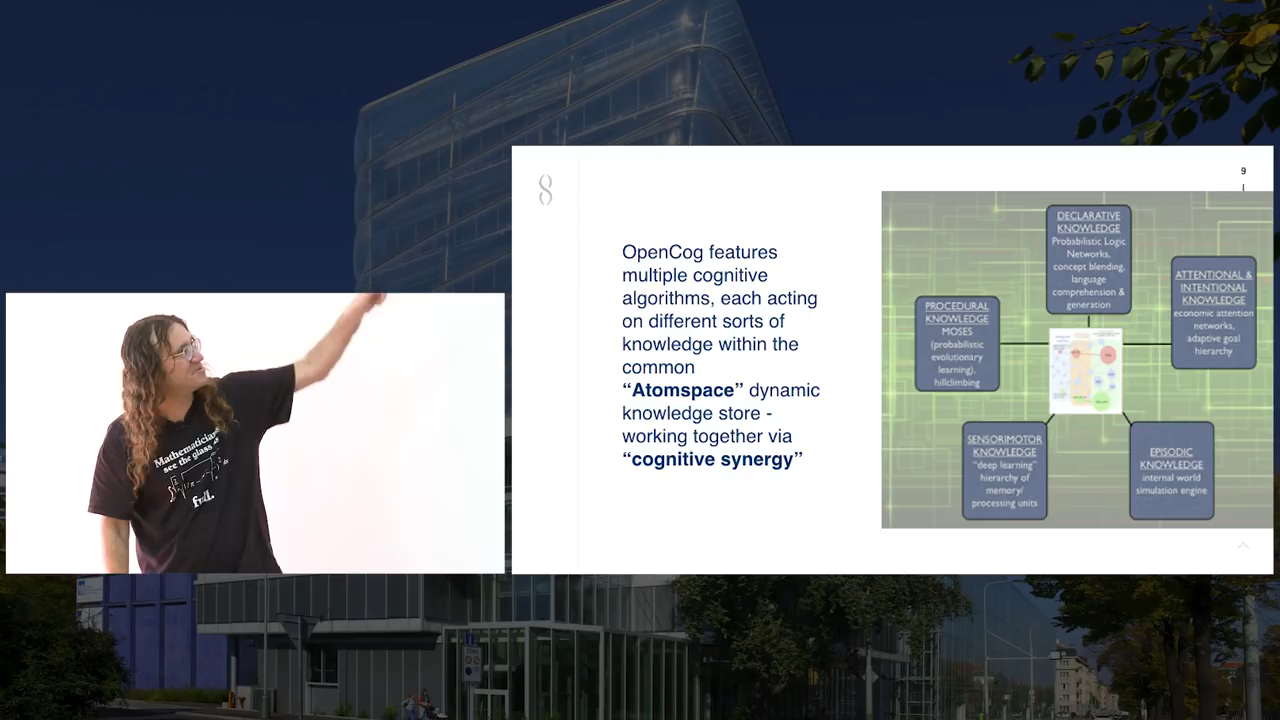 Mathematicians
see the glass as
full.
9
OpenCog features
multiple cognitive
algorithms, each acting
on different sorts of
knowledge within the
common
“Atomspace” dynamic
knowledge store -
working together via
“cognitive synergy”
DECLARATIVE
KNOWLEDGE
Probabilistic Logic
Networks,
concept blending,
language
comprehension &
generation
ATTENTIONAL &
INTENTIONAL
KNOWLEDGE
economic attention
networks,
adaptive goal
hierarchy
PROCEDURAL
KNOWLEDGE
MOSES
(probabilistic
evolutionary
learning),
hillclimbing
SENSORIMOTOR
KNOWLEDGE
"deep learning"
hierarchy of
memory/
processing units
EPISODIC
KNOWLEDGE
internal world
simulation engine